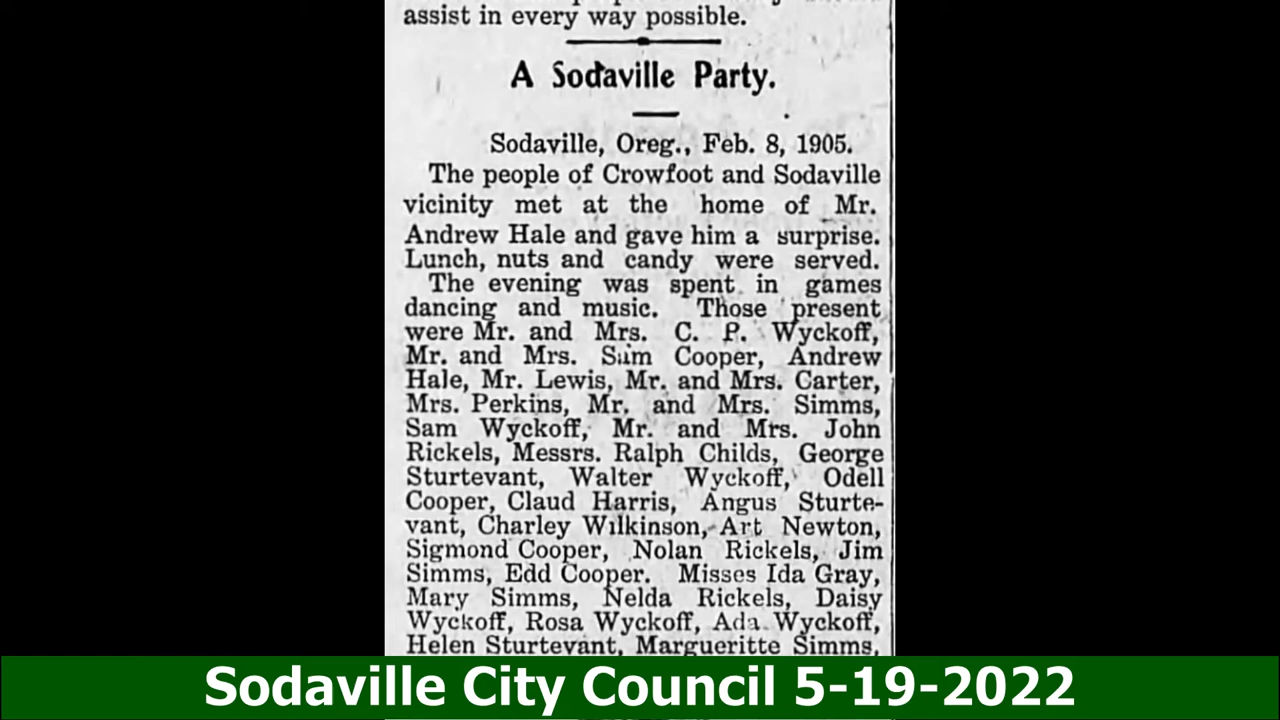 assist in every way possible.
A Sodaville Party.
Sodaville, Oreg., Feb. 8, 1905.
The people of Crowfoot and Sodaville
vicinity met at the home of Mr.
Andrew Hale and gave him a surprise.
Lunch, nuts and candy were served.
The evening was spent in games
dancing and music. Those present
were Mr. and Mrs. C. P. Wyckoff,
Mr. and Mrs. Sam Cooper, Andrew
Hale, Mr. Lewis, Mr. and Mrs. Carter,
Mrs. Perkins, Mr. and Mrs. Simms,
Sam Wyckoff, Mr. and Mrs. John
Rickels, Messrs. Ralph Childs, George
Sturtevant, Walter Wyckoff, Odell
Cooper, Claud Harris, Angus Sturte-
vant, Charley Wilkinson, Art Newton,
Sigmond Cooper, Nolan Rickels, Jim
Simms, Edd Cooper. Misses Ida Gray,
Mary Simms, Nelda Rickels, Daisy
Wyckoff, Rosa Wyckoff, Ada Wyckoff,
Helen Sturtevant, Margueritte Simms,
Sodaville City Council 5-19-2022